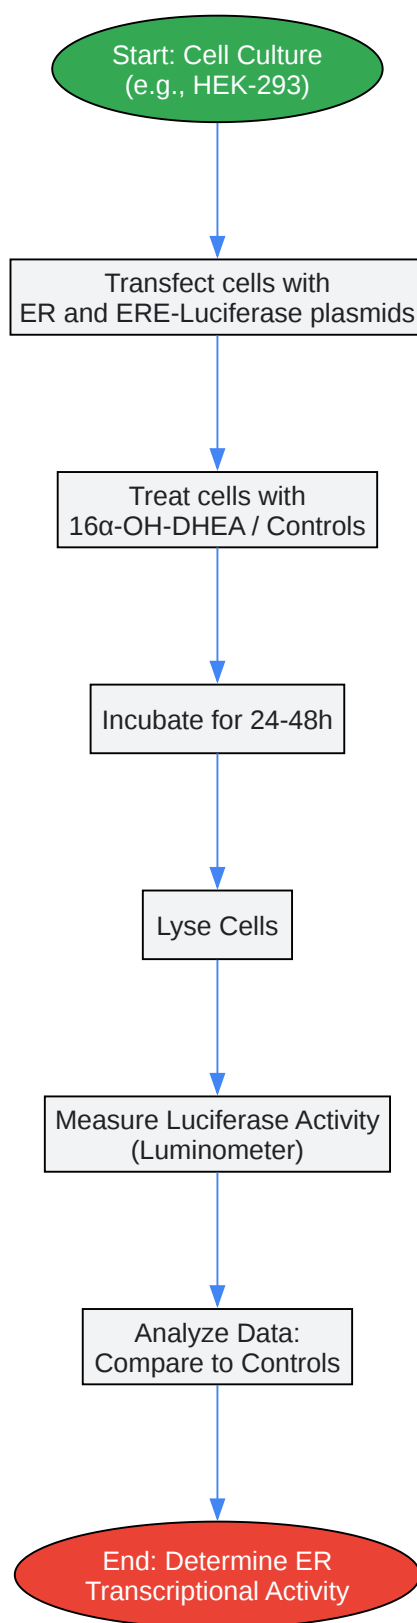 Start: Cell Culture
(e.g., HEK-293)
Transfect cells with
ER and ERE-Luciferase plasmids
Treat cells with
16α-OH-DHEA / Controls
Incubate for 24-48h
Lyse Cells
Measure Luciferase Activity
(Luminometer)
Analyze Data:
Compare to Controls
End: Determine ER
Transcriptional Activity